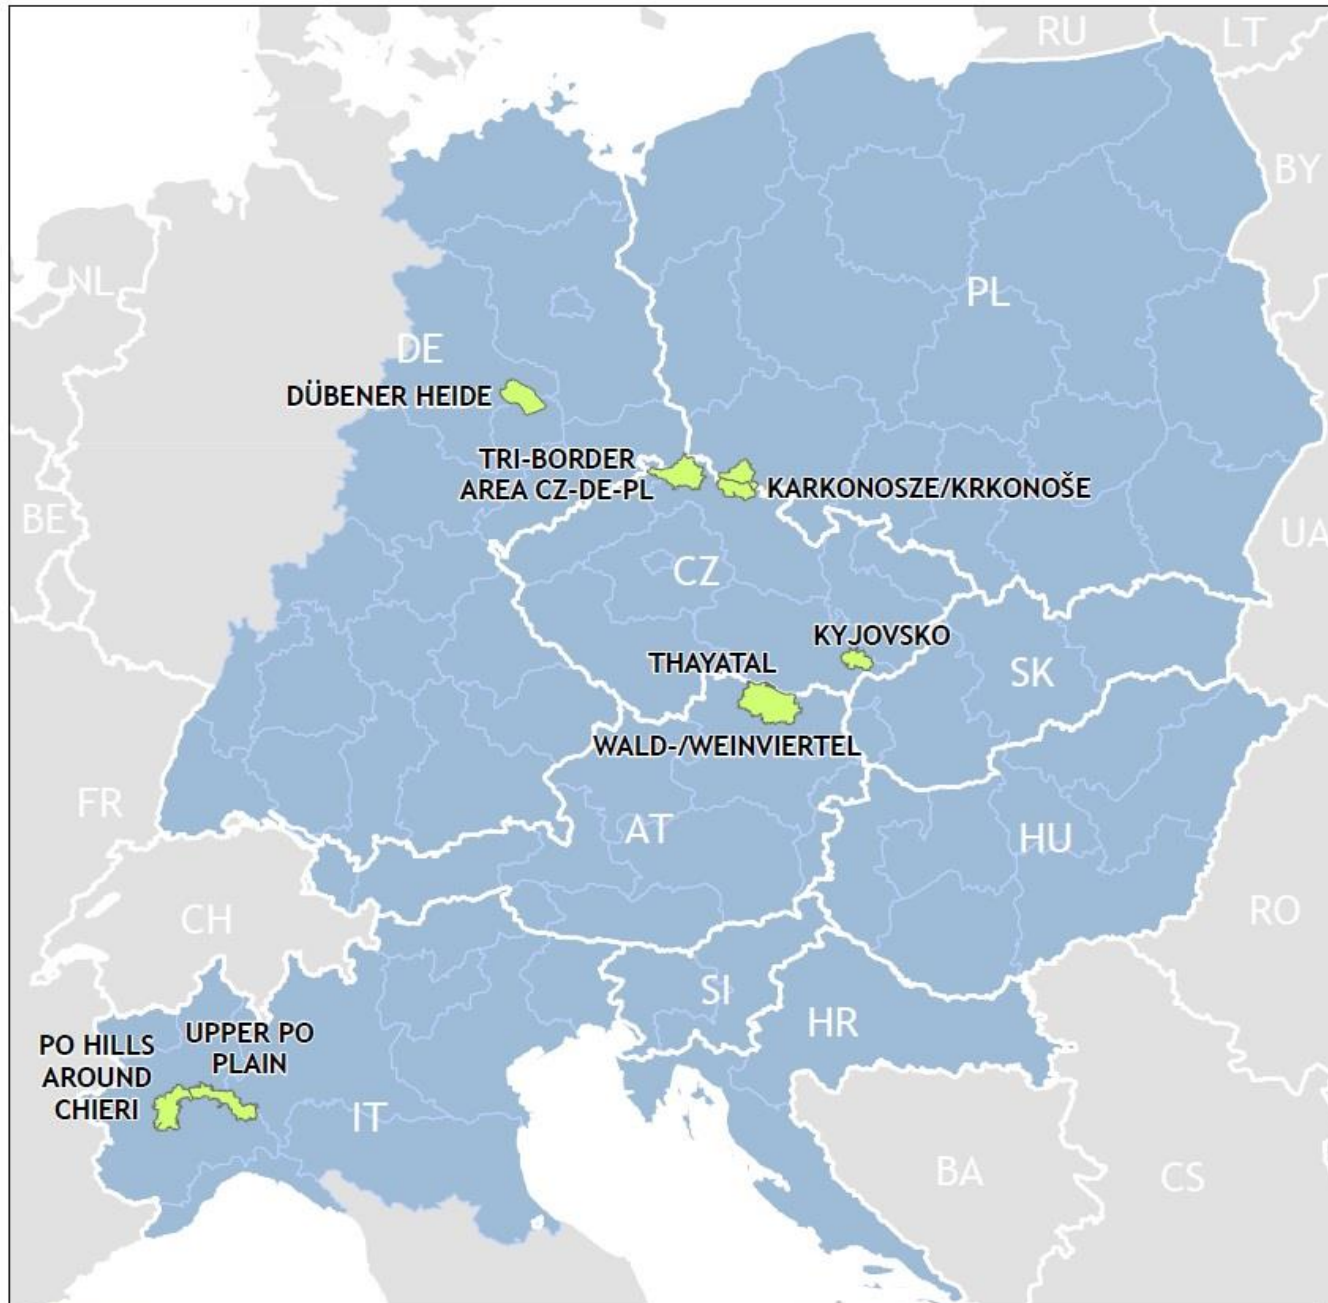 RU
LT
BY
NL
PL
DE
DÜBENER HEIDE
TRI-BORDER
AREA CZ-DE-PL
KARKONOSZE/KRKONOŠE
BE
UA
CZ
KYJOVSKO
THAYATAL
SK
WALD-/WEINVIERTEL
FR
AT
HU
CH
RO
SI
HR
PO HILLS
AROUND
CHIERI
UPPER PO
PLAIN
IT
BA
CS